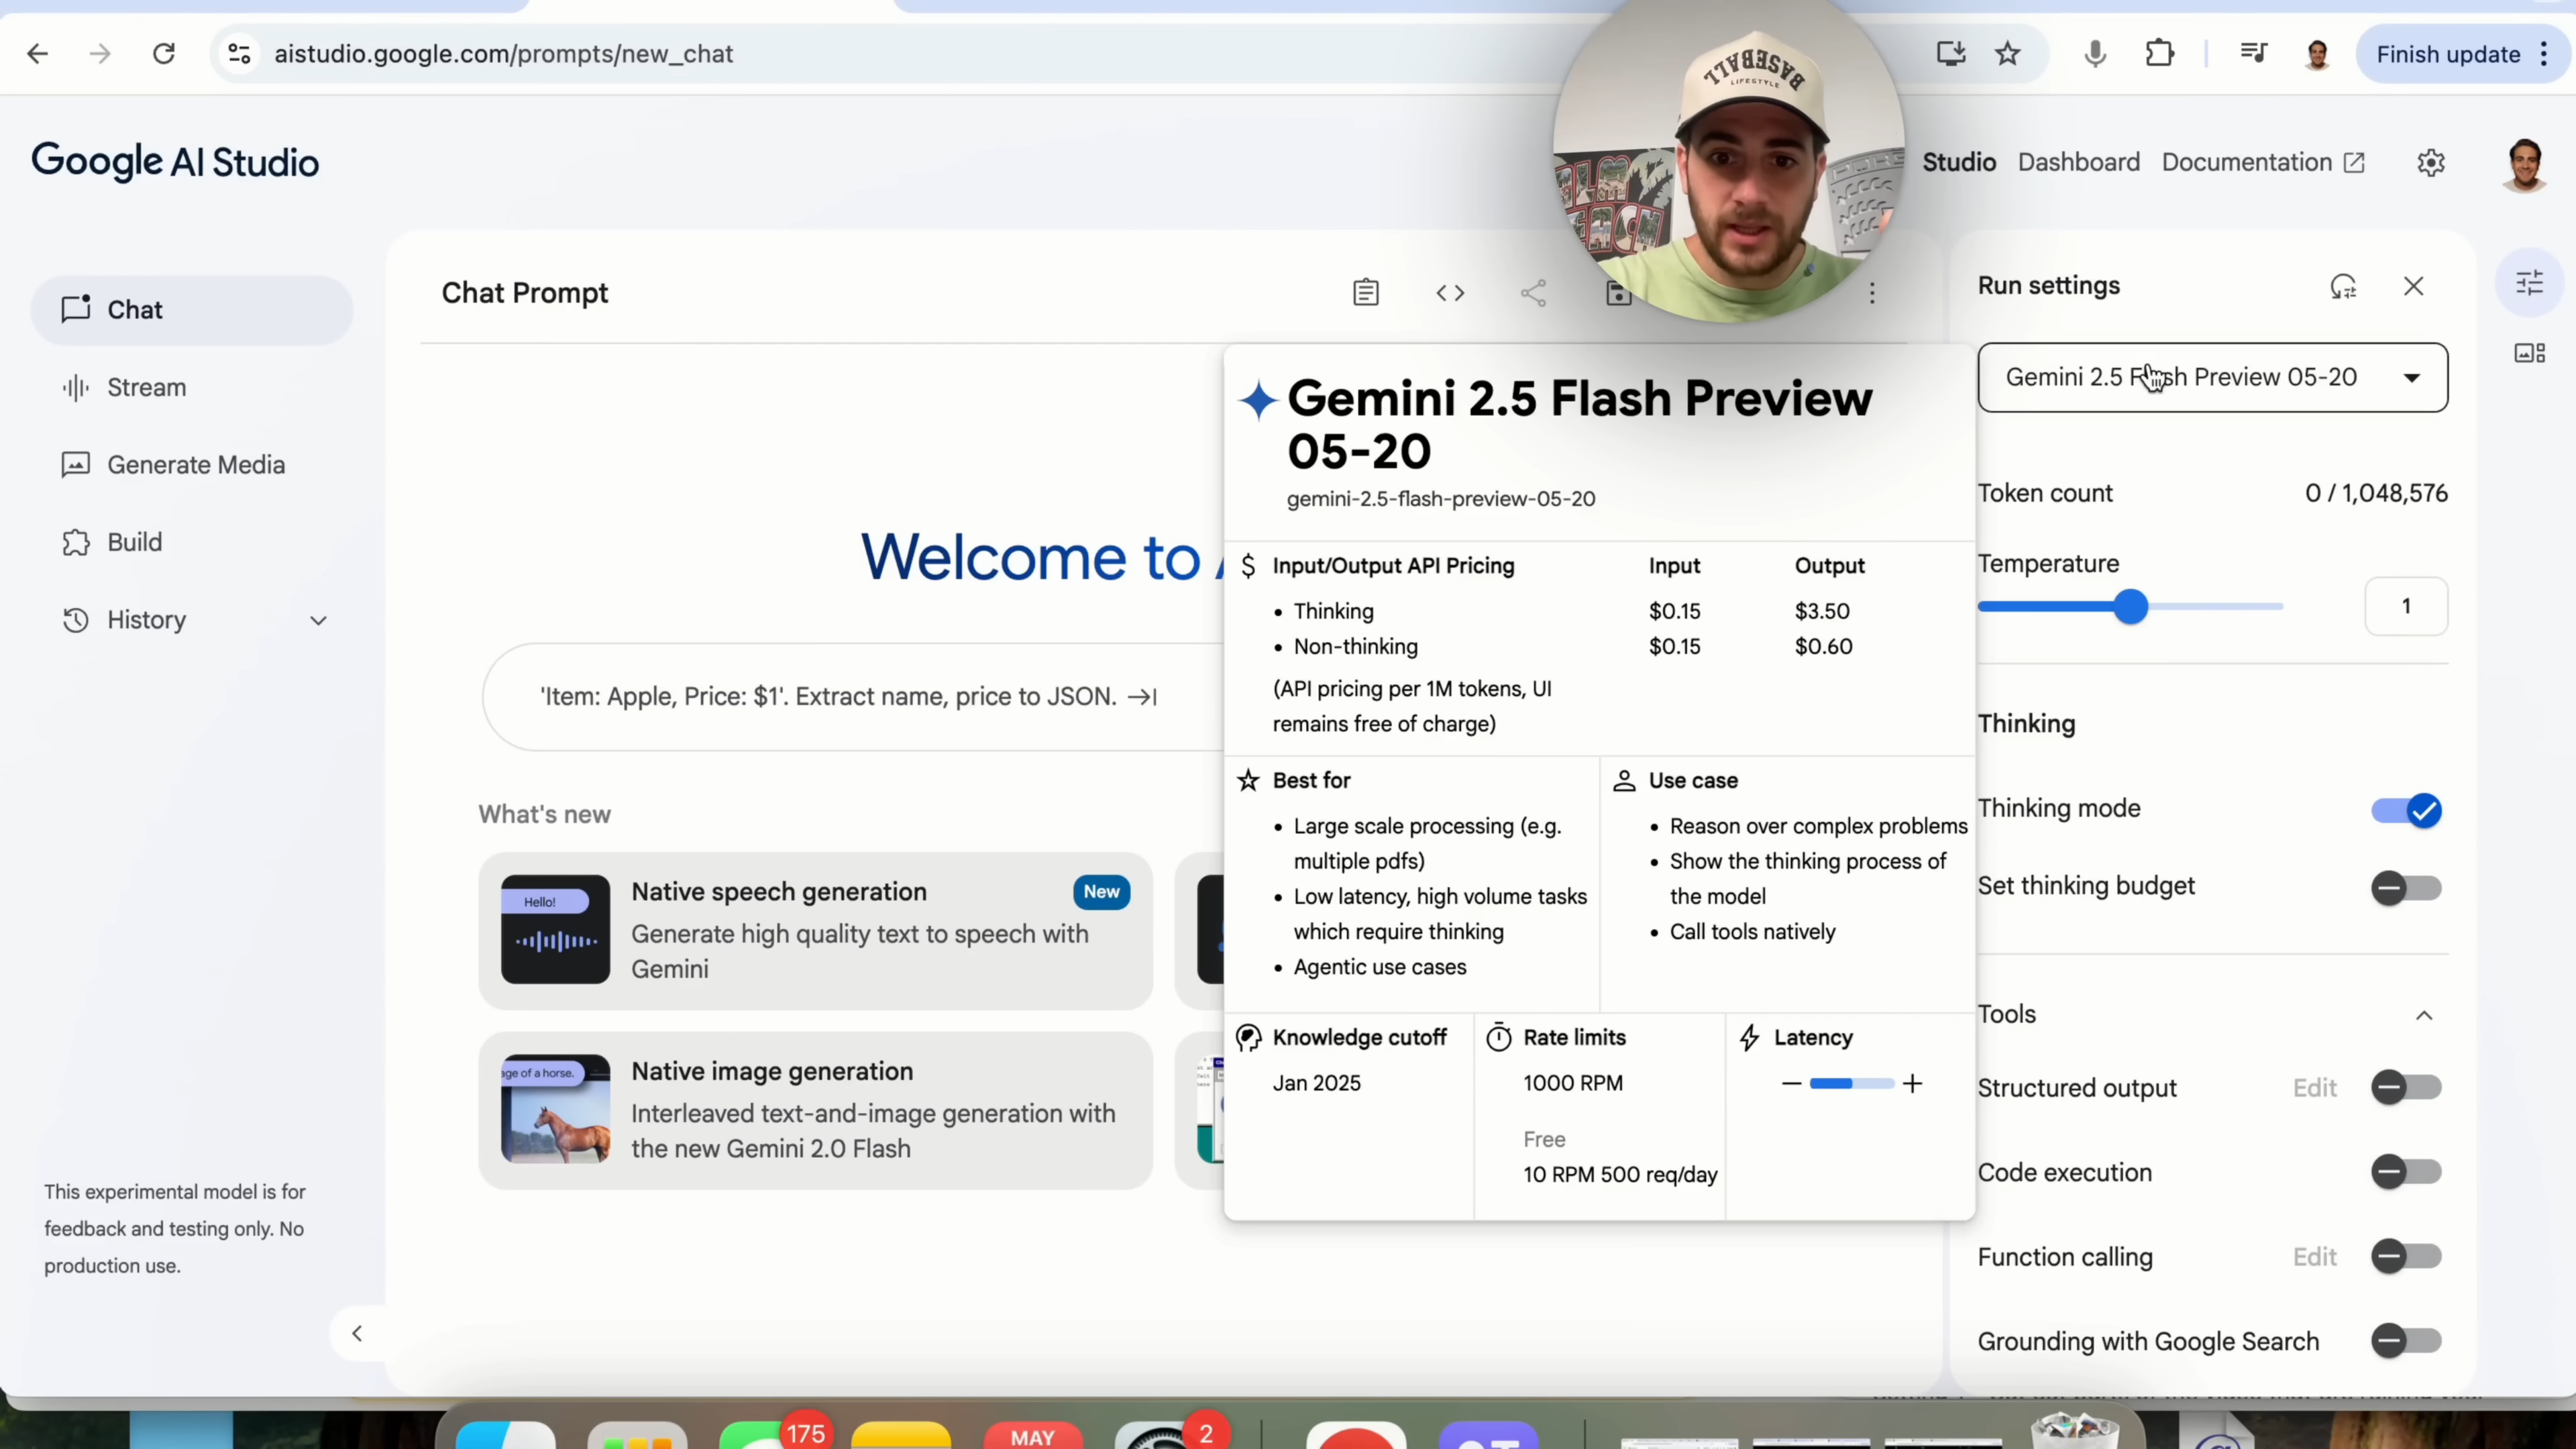 aistudio.google.com/prompts/new_chat
Finish update
BASEBALL
LIFESTYLE
Google AI Studio
Studio
Dashboard
Documentation
Chat
Stream
Generate Media
Build
History
This experimental model is for
feedback and testing only. No
production use.
Chat Prompt
Welcome to
'Item: Apple, Price: $1'. Extract name, price to JSON.
What's new
Hello!
Native speech generation
New
Generate high quality text to speech with
Gemini
age of a horse.
Native image generation
Interleaved text-and-image generation with
the new Gemini 2.0 Flash
Gemini 2.5 Flash Preview
05-20
gemini-2.5-flash-preview-05-20
Input/Output API Pricing Input Output
• Thinking $0.15 $3.50
• Non-thinking $0.15 $0.60
(API pricing per 1M tokens, UI
remains free of charge)
Best for
• Large scale processing (e.g.
multiple pdfs)
• Low latency, high volume tasks
which require thinking
• Agentic use cases
Use case
• Reason over complex problems
• Show the thinking process of
the model
• Call tools natively
Knowledge cutoff
Jan 2025
Rate limits
1000 RPM
Free
10 RPM 500 req/day
Latency
Run settings
Gemini 2.5 Flash Preview 05-20
Token count 0 / 1,048,576
Temperature
1
Thinking
Thinking mode
Set thinking budget
Tools
Structured output Edit
Code execution
Function calling Edit
Grounding with Google Search
175
MAY
2